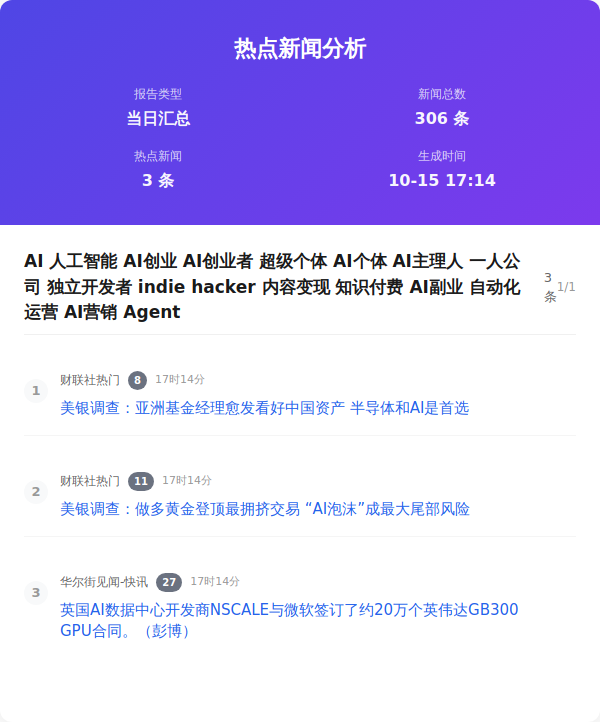 热点新闻分析
报告类型
新闻总数
当日汇总
306 条
热点新闻
生成时间
3 条
10-15 17:14
AI 人工智能 AI创业 AI创业者 超级个体 AI个体 AI主理人 一人公
司 独立开发者 indie hacker 内容变现 知识付费 AI副业 自动化
运营 AI营销 Agent
3
条
1/1
1
财联社热门 8 17时14分
美银调查：亚洲基金经理愈发看好中国资产 半导体和AI是首选
2
财联社热门 11 17时14分
美银调查：做多黄金登顶最拥挤交易 “AI泡沫”成最大尾部风险
3
华尔街见闻-快讯 27 17时14分
英国AI数据中心开发商NSCALE与微软签订了约20万个英伟达GB300
GPU合同。（彭博）